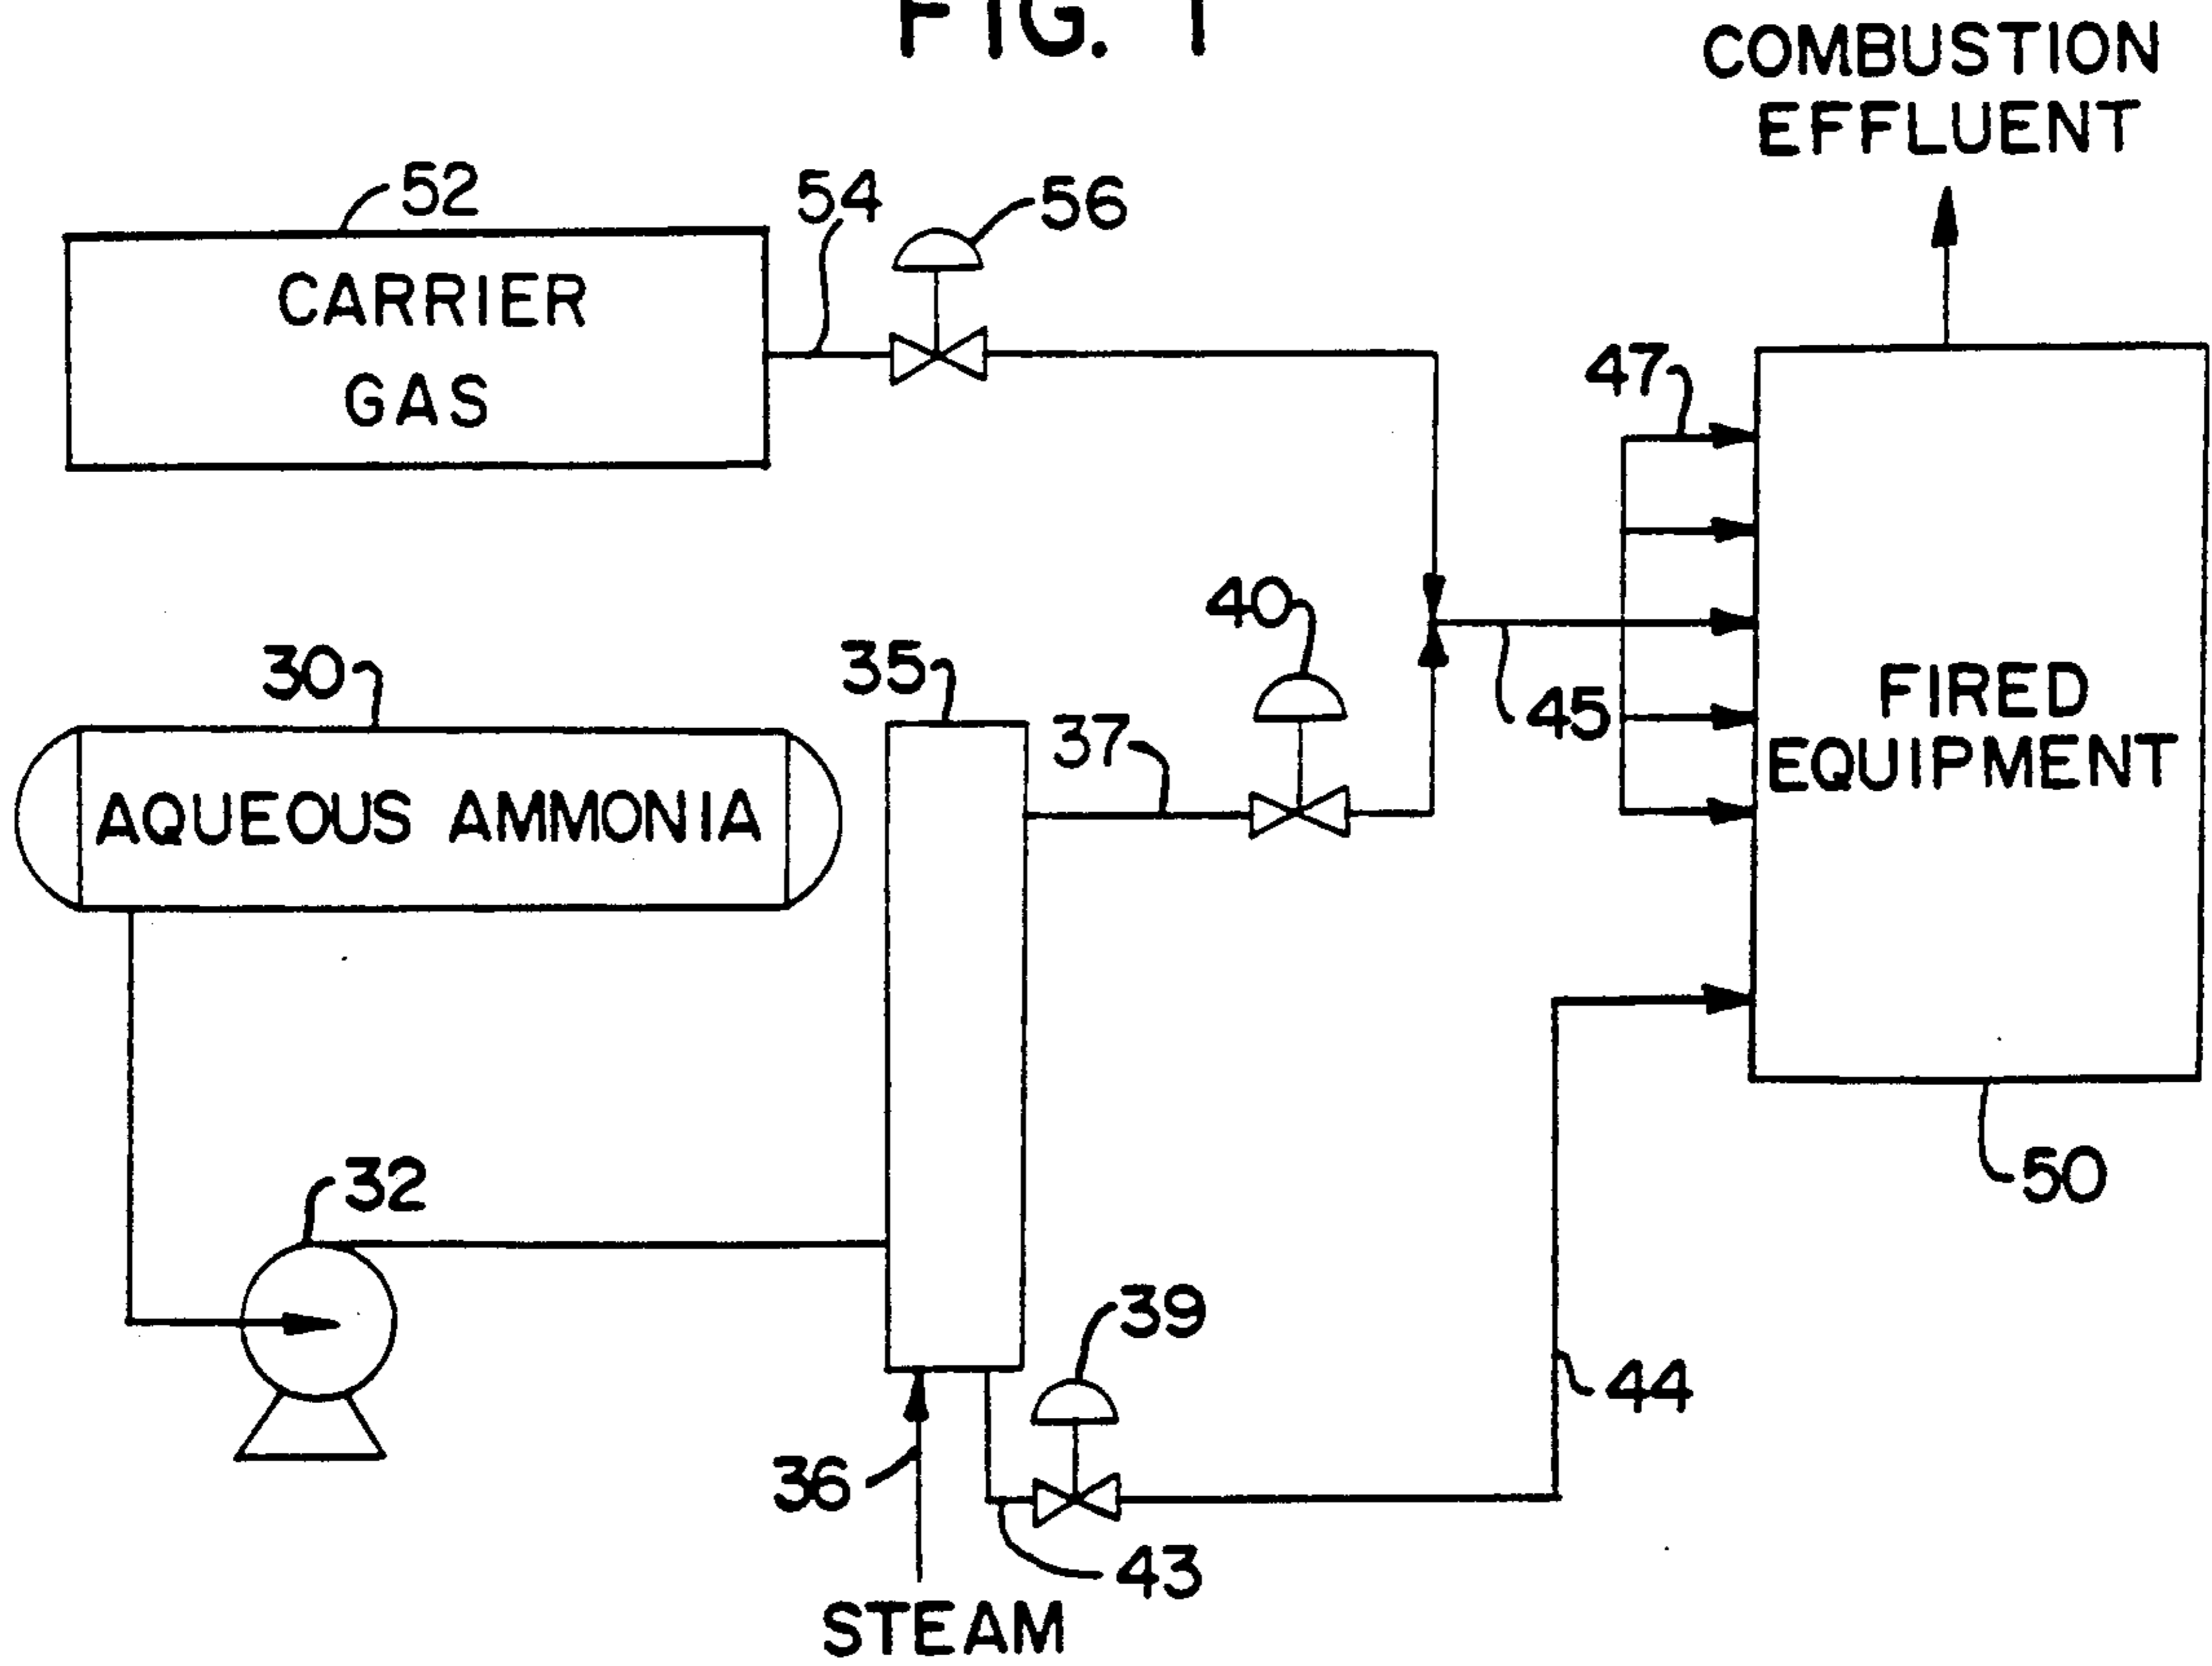 FIG. 1
COMBUSTION
EFFLUENT
52
54
56
CARRIER
GAS
47
40
30
35
37
45
FIRED
EQUIPMENT
AQUEOUS AMMONIA
32
50
39
44
36
43
STEAM